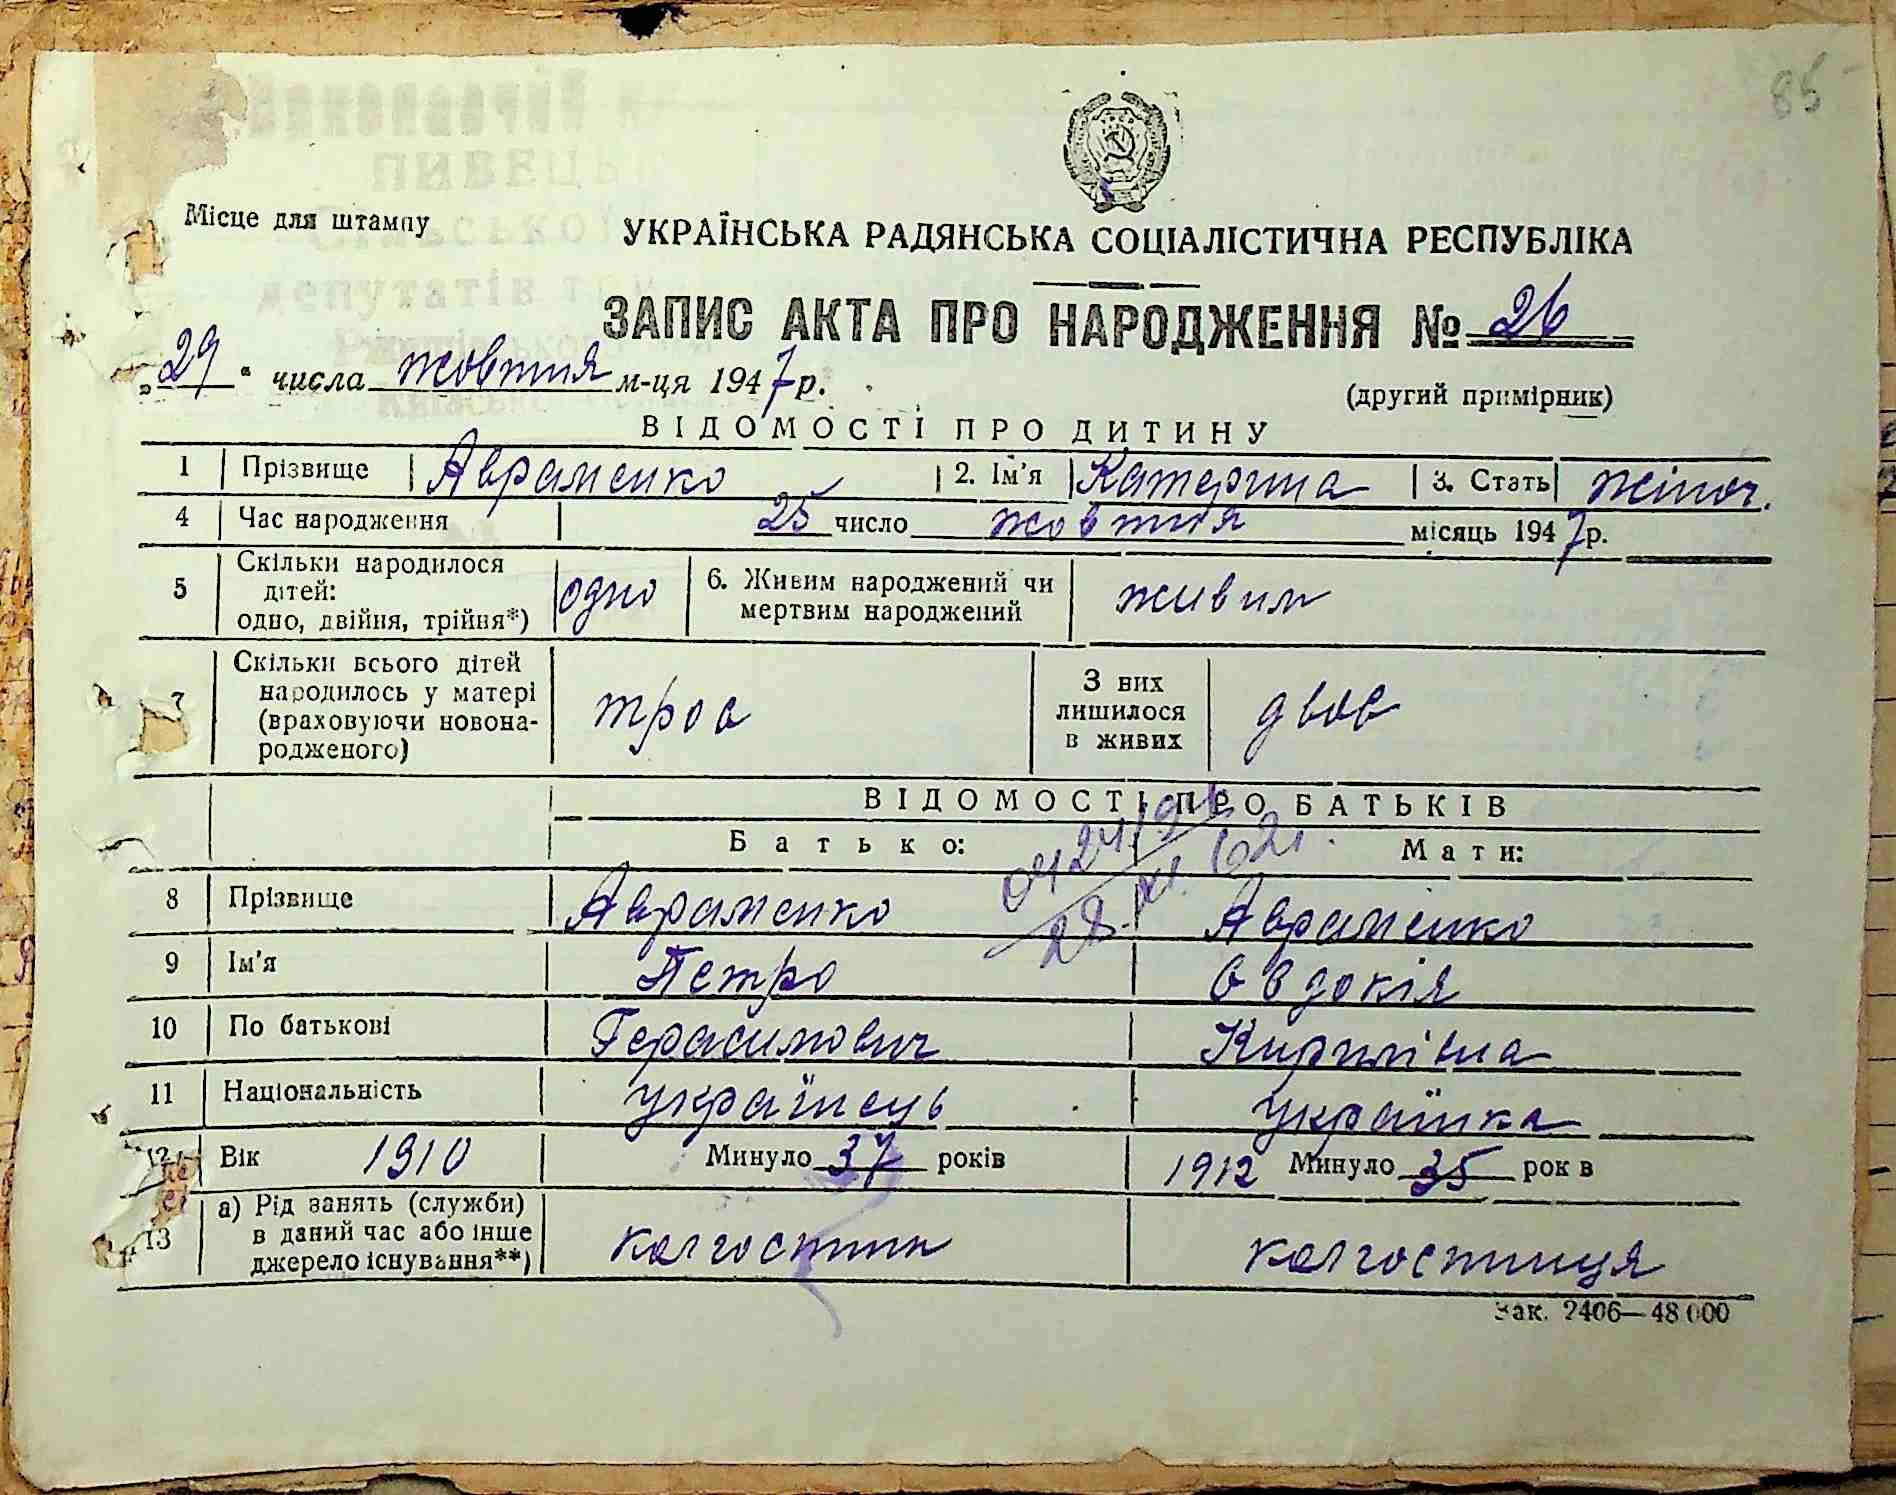 85
Місце для штампу
УКРАЇНСЬКА РАДЯНСЬКА СОЦІАЛІСТИЧНА РЕСПУБЛІКА
ЗАПИС АКТА ПРО НАРОДЖЕННЯ № 26
„29“ числа жовтня м-ця 1947р.
(другий примірник)
ВІДОМОСТІ ПРО ДИТИНУ
1 Прізвище Авраменко 2. Ім'я Катерина 3. Стать жіноч.
4 Час народження 25 число жовтня місяць 1947р.
5 Скільки народилося дітей: одно, двійня, трійня*) одно 6. Живим народжений чи мертвим народжений живим
7 Скільки всього дітей народилось у матері (враховуючи новонародженого) троє З них лишилося в живих двоє
ВІДОМОСТІ ПРО БАТЬКІВ
Батько: Мати:
8 Прізвище Авраменко Авраменко
9 Ім'я Петро Овдокія
10 По батькові Герасимович Кирилівна
11 Національність українець українка
12 Вік 1910 Минуло 37 років 1912 Минуло 35 рок в
13 а) Рід занять (служби) в даний час або інше джерело існування**) колгоспник колгоспниця
Зак. 2406—48 000